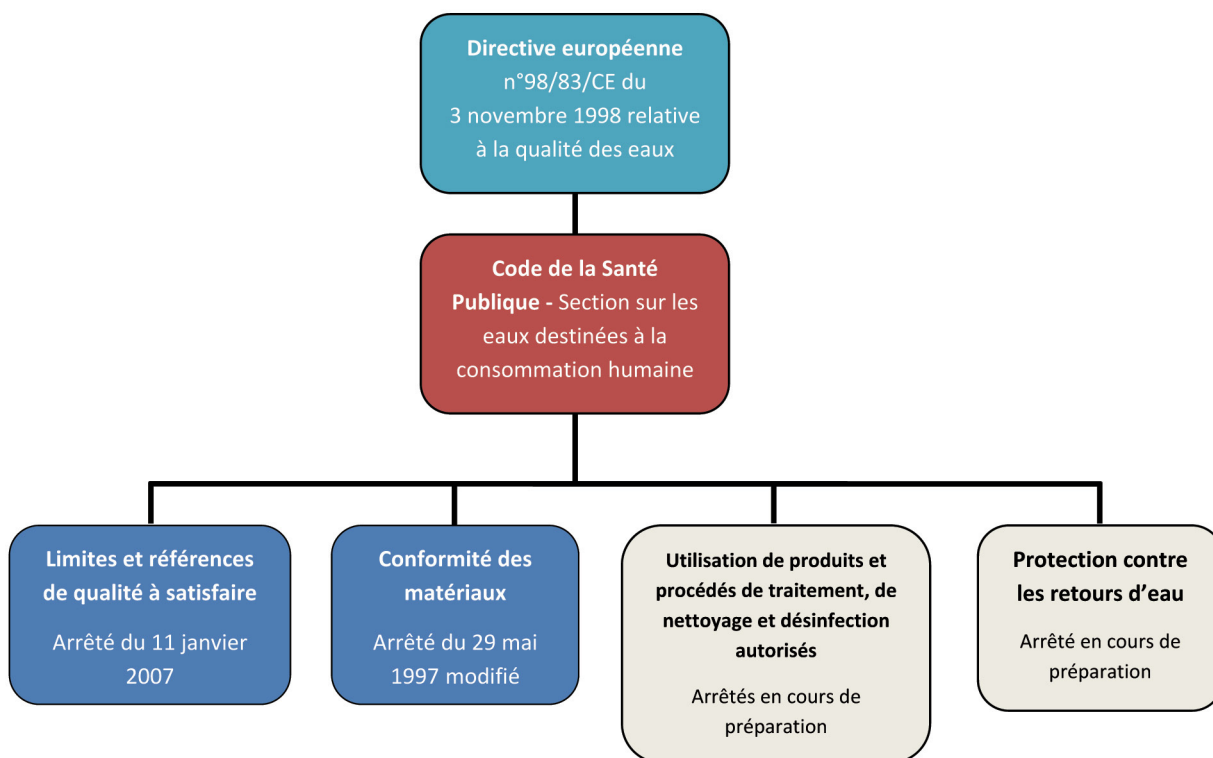 Directive européenne
n°98/83/CE du
3 novembre 1998 relative
à la qualité des eaux
Code de la Santé
Publique - Section sur les
eaux destinées à la
consommation humaine
Limites et références
de qualité à satisfaire
Arrêté du 11 janvier
2007
Conformité des
matériaux
Arrêté du 29 mai
1997 modifié
Utilisation de produits et
procédés de traitement, de
nettoyage et désinfection
autorisés
Arrêtés en cours de
préparation
Protection contre
les retours d’eau
Arrêté en cours de
préparation